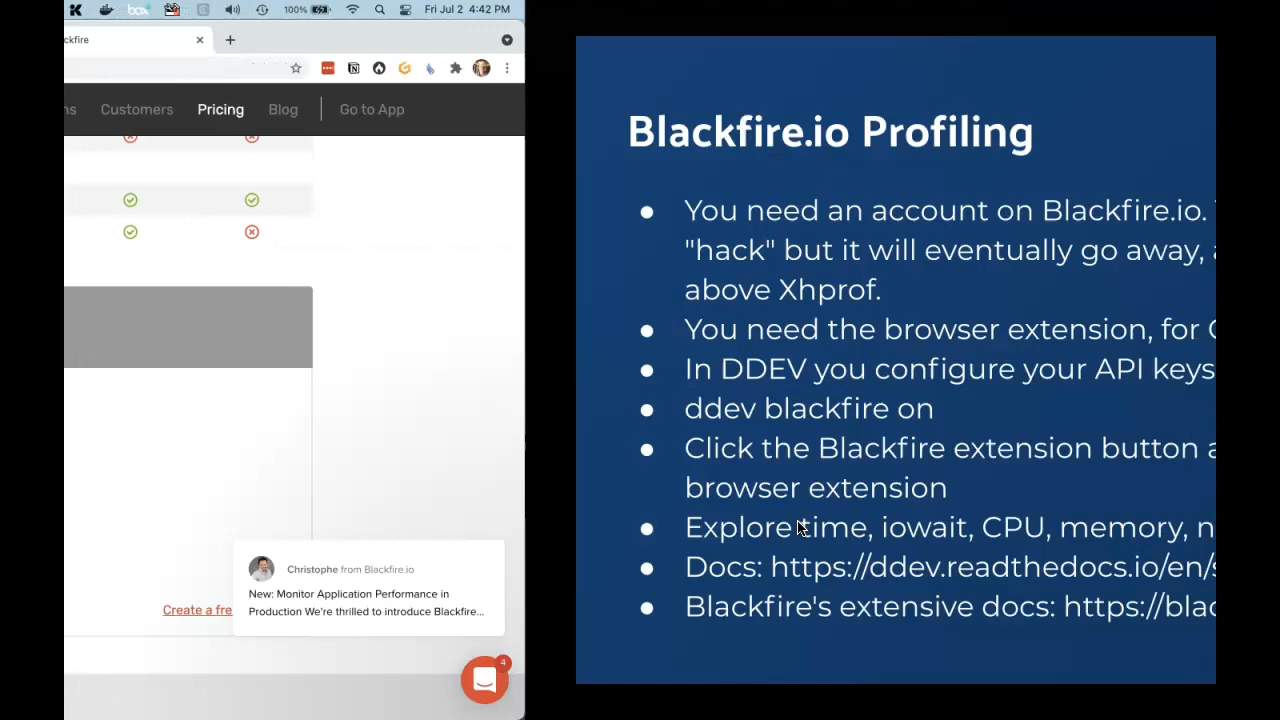 100%
Fri Jul 2 4:42 PM
ckfire
ns Customers Pricing Blog Go to App
Christophe from Blackfire.io
New: Monitor Application Performance in
Production We're thrilled to introduce Blackfire...
Create a fre
4
Blackfire.io Profiling
● You need an account on Blackfire.io.
"hack" but it will eventually go away,
above Xhprof.
● You need the browser extension, for
● In DDEV you configure your API keys
● ddev blackfire on
● Click the Blackfire extension button
browser extension
● Explore time, iowait, CPU, memory, n
● Docs: https://ddev.readthedocs.io/en/s
● Blackfire's extensive docs: https://blac